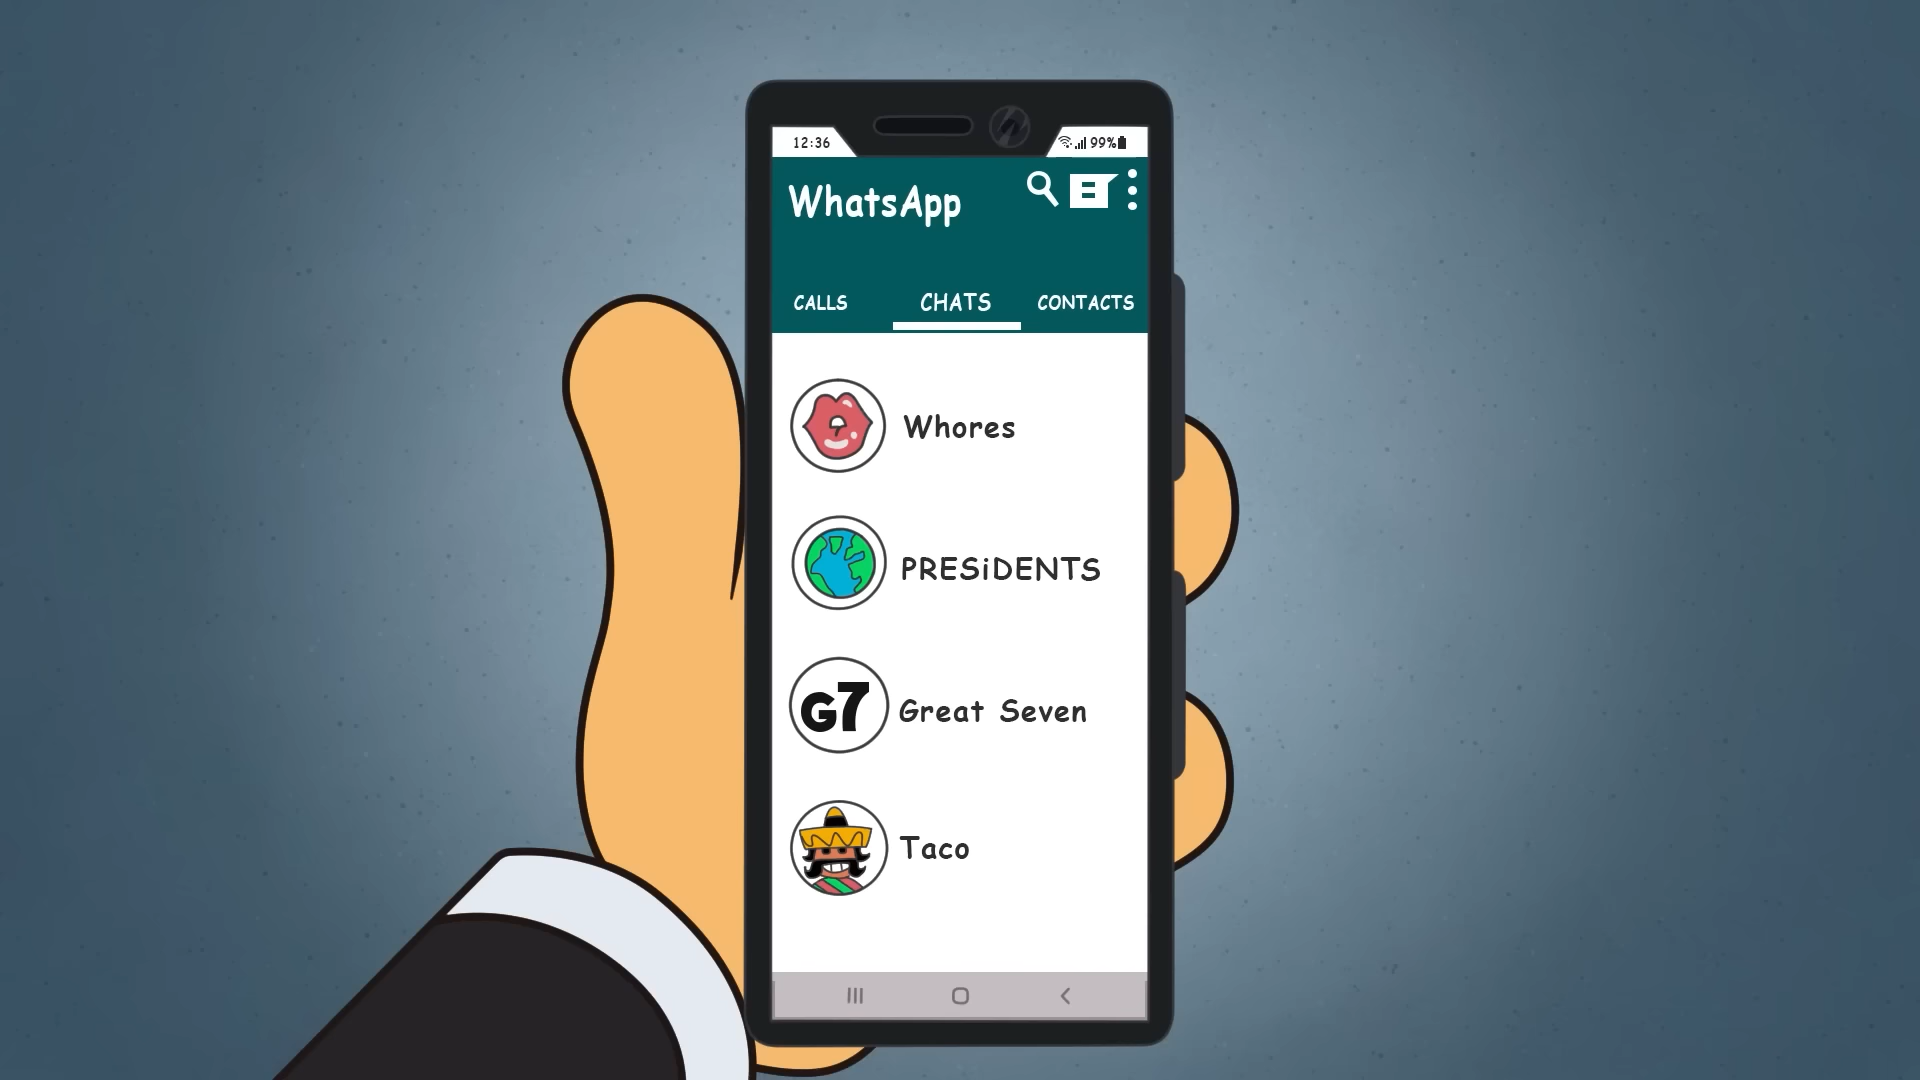 12:36
99%
WhatsApp
CALLS CHATS CONTACTS
Whores
PRESiDENTS
G7 Great Seven
Taco